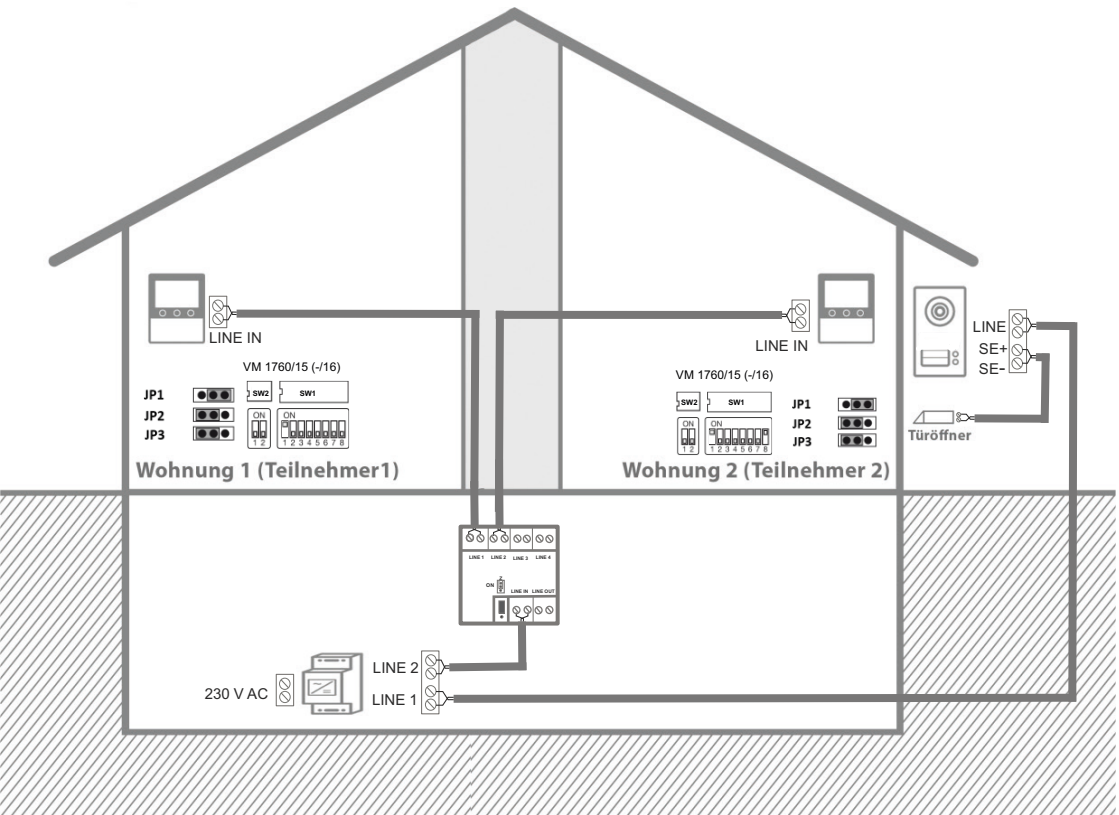 LINE IN
VM 1760/15 (-/16)
SW2
SW1
JP1
JP2
JP3
ON
1 2
ON
1 2 3 4 5 6 7 8
Wohnung 1 (Teilnehmer1)
LINE IN
VM 1760/15 (-/16)
SW2
SW1
JP1
JP2
JP3
ON
1 2
ON
1 2 3 4 5 6 7 8
Wohnung 2 (Teilnehmer 2)
LINE
SE+
SE-
Türöffner
LINE 1 LINE 2 LINE 3 LINE 4
ON
LINE IN LINE OUT
LINE 2
230 V AC
LINE 1